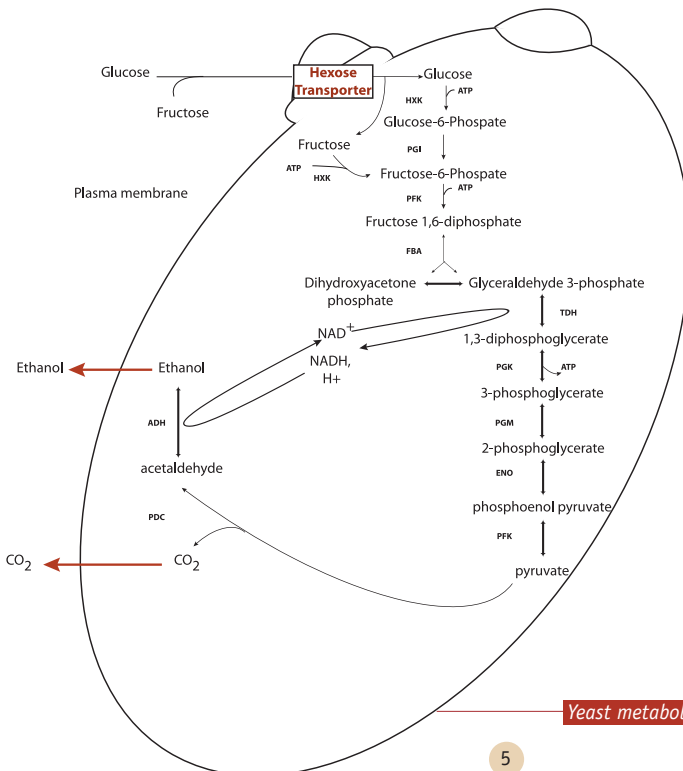 Glucose
Fructose
Hexose
Transporter
Glucose
HXK
ATP
Glucose-6-Phospate
PGI
Fructose
ATP
HXK
Fructose-6-Phospate
PFK
ATP
Plasma membrane
Fructose 1,6-diphosphate
FBA
Dihydroxyacetone
phosphate
Glyceraldehyde 3-phosphate
TDH
NAD+
NADH,
H+
1,3-diphosphoglycerate
PGK
ATP
3-phosphoglycerate
PGM
2-phosphoglycerate
ENO
phosphoenol pyruvate
PFK
pyruvate
Ethanol
Ethanol
ADH
acetaldehyde
PDC
CO2
CO2
Yeast metabol
5